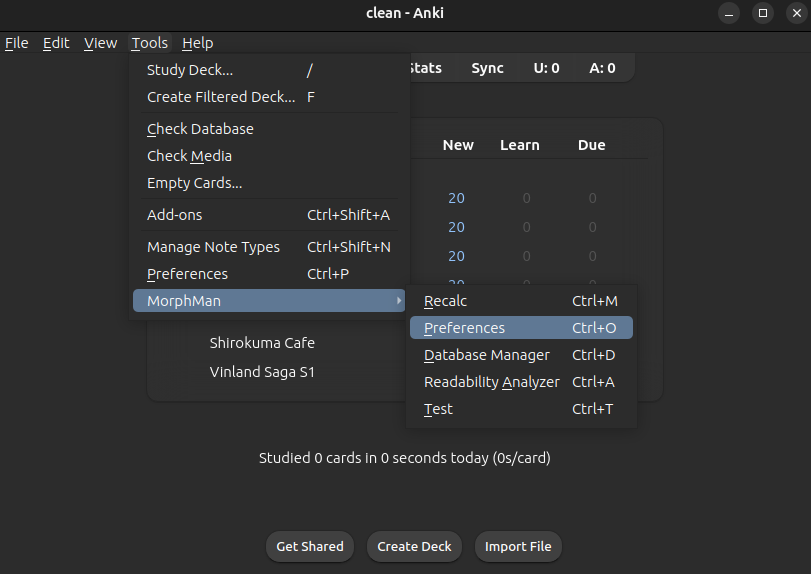 clean - Anki
File Edit View Tools Help
Study Deck... /
Create Filtered Deck... F
Check Database
Check Media
Empty Cards...
Add-ons Ctrl+Shift+A
Manage Note Types Ctrl+Shift+N
Preferences Ctrl+P
MorphMan
Stats Sync U: 0 A: 0
New Learn Due
20 0 0
20 0 0
20 0 0
20 0 0
Recalc Ctrl+M
Preferences Ctrl+O
Database Manager Ctrl+D
Readability Analyzer Ctrl+A
Test Ctrl+T
Shirokuma Cafe
Vinland Saga S1
Studied 0 cards in 0 seconds today (0s/card)
Get Shared Create Deck Import File